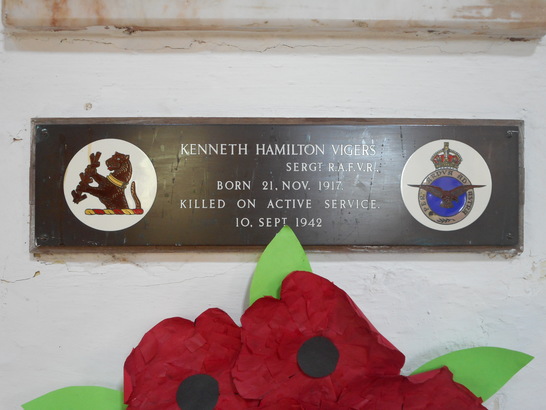 KENNETH HAMILTON VIGERS
SERGT R.A.F.V.R.
BORN 21, NOV. 1917.
KILLED ON ACTIVE SERVICE.
10, SEPT 1942